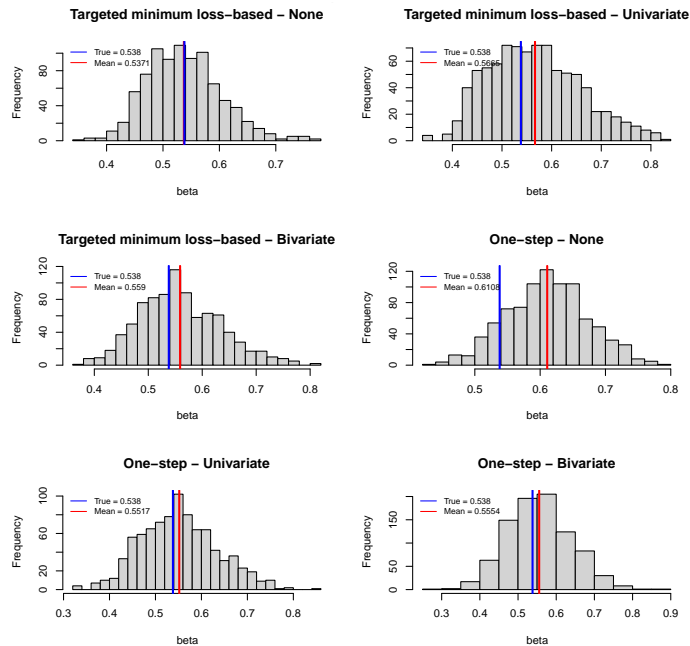 Targeted minimum loss−based − None
True = 0.538
Mean = 0.5371
Frequency
0 40 80
0.4 0.5 0.6 0.7
beta
Targeted minimum loss−based − Univariate
True = 0.538
Mean = 0.5665
Frequency
0 20 40 60
0.4 0.5 0.6 0.7 0.8
beta
Targeted minimum loss−based − Bivariate
True = 0.538
Mean = 0.559
Frequency
0 40 80 120
0.4 0.5 0.6 0.7 0.8
beta
One−step − None
True = 0.538
Mean = 0.6108
Frequency
0 40 80 120
0.5 0.6 0.7 0.8
beta
One−step − Univariate
True = 0.538
Mean = 0.5517
Frequency
0 20 60 100
0.3 0.4 0.5 0.6 0.7 0.8
beta
One−step − Bivariate
True = 0.538
Mean = 0.5554
Frequency
0 50 150
0.3 0.4 0.5 0.6 0.7 0.8 0.9
beta